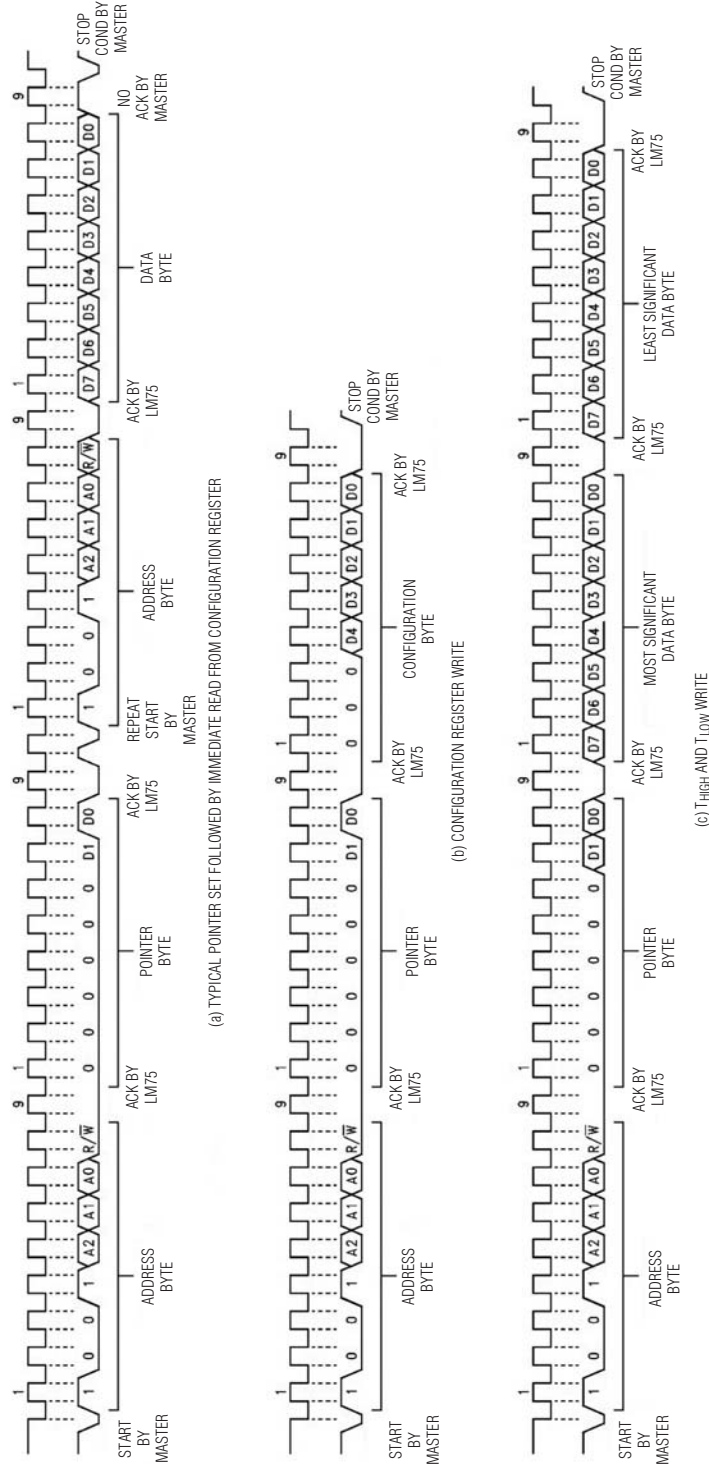 1 9 1 9 1 9 1 9
1 0 0 1 A2 A1 A0 R/W̅ 0 0 0 0 0 0 D1 D0 1 0 0 1 A2 A1 A0 R/W̅ D7 D6 D5 D4 D3 D2 D1 D0
START BY MASTER
ADDRESS BYTE
ACK BY LM75
POINTER BYTE
ACK BY LM75
REPEAT START BY MASTER
ADDRESS BYTE
ACK BY LM75
DATA BYTE
NO ACK BY MASTER
STOP COND BY MASTER
(a) TYPICAL POINTER SET FOLLOWED BY IMMEDIATE READ FROM CONFIGURATION REGISTER
1 9 1 9 1 9
1 0 0 1 A2 A1 A0 R/W̅ 0 0 0 0 0 0 D1 D0 0 0 0 D4 D3 D2 D1 D0
START BY MASTER
ADDRESS BYTE
ACK BY LM75
POINTER BYTE
ACK BY LM75
CONFIGURATION BYTE
ACK BY LM75
STOP COND BY MASTER
(b) CONFIGURATION REGISTER WRITE
1 9 1 9 1 9 1 9
1 0 0 1 A2 A1 A0 R/W̅ 0 0 0 0 0 0 D1 D0 D7 D6 D5 D4 D3 D2 D1 D0 D7 D6 D5 D4 D3 D2 D1 D0
START BY MASTER
ADDRESS BYTE
ACK BY LM75
POINTER BYTE
ACK BY LM75
MOST SIGNIFICANT DATA BYTE
ACK BY LM75
LEAST SIGNIFICANT DATA BYTE
ACK BY LM75
STOP COND BY MASTER
(c) THIGH AND TLOW WRITE